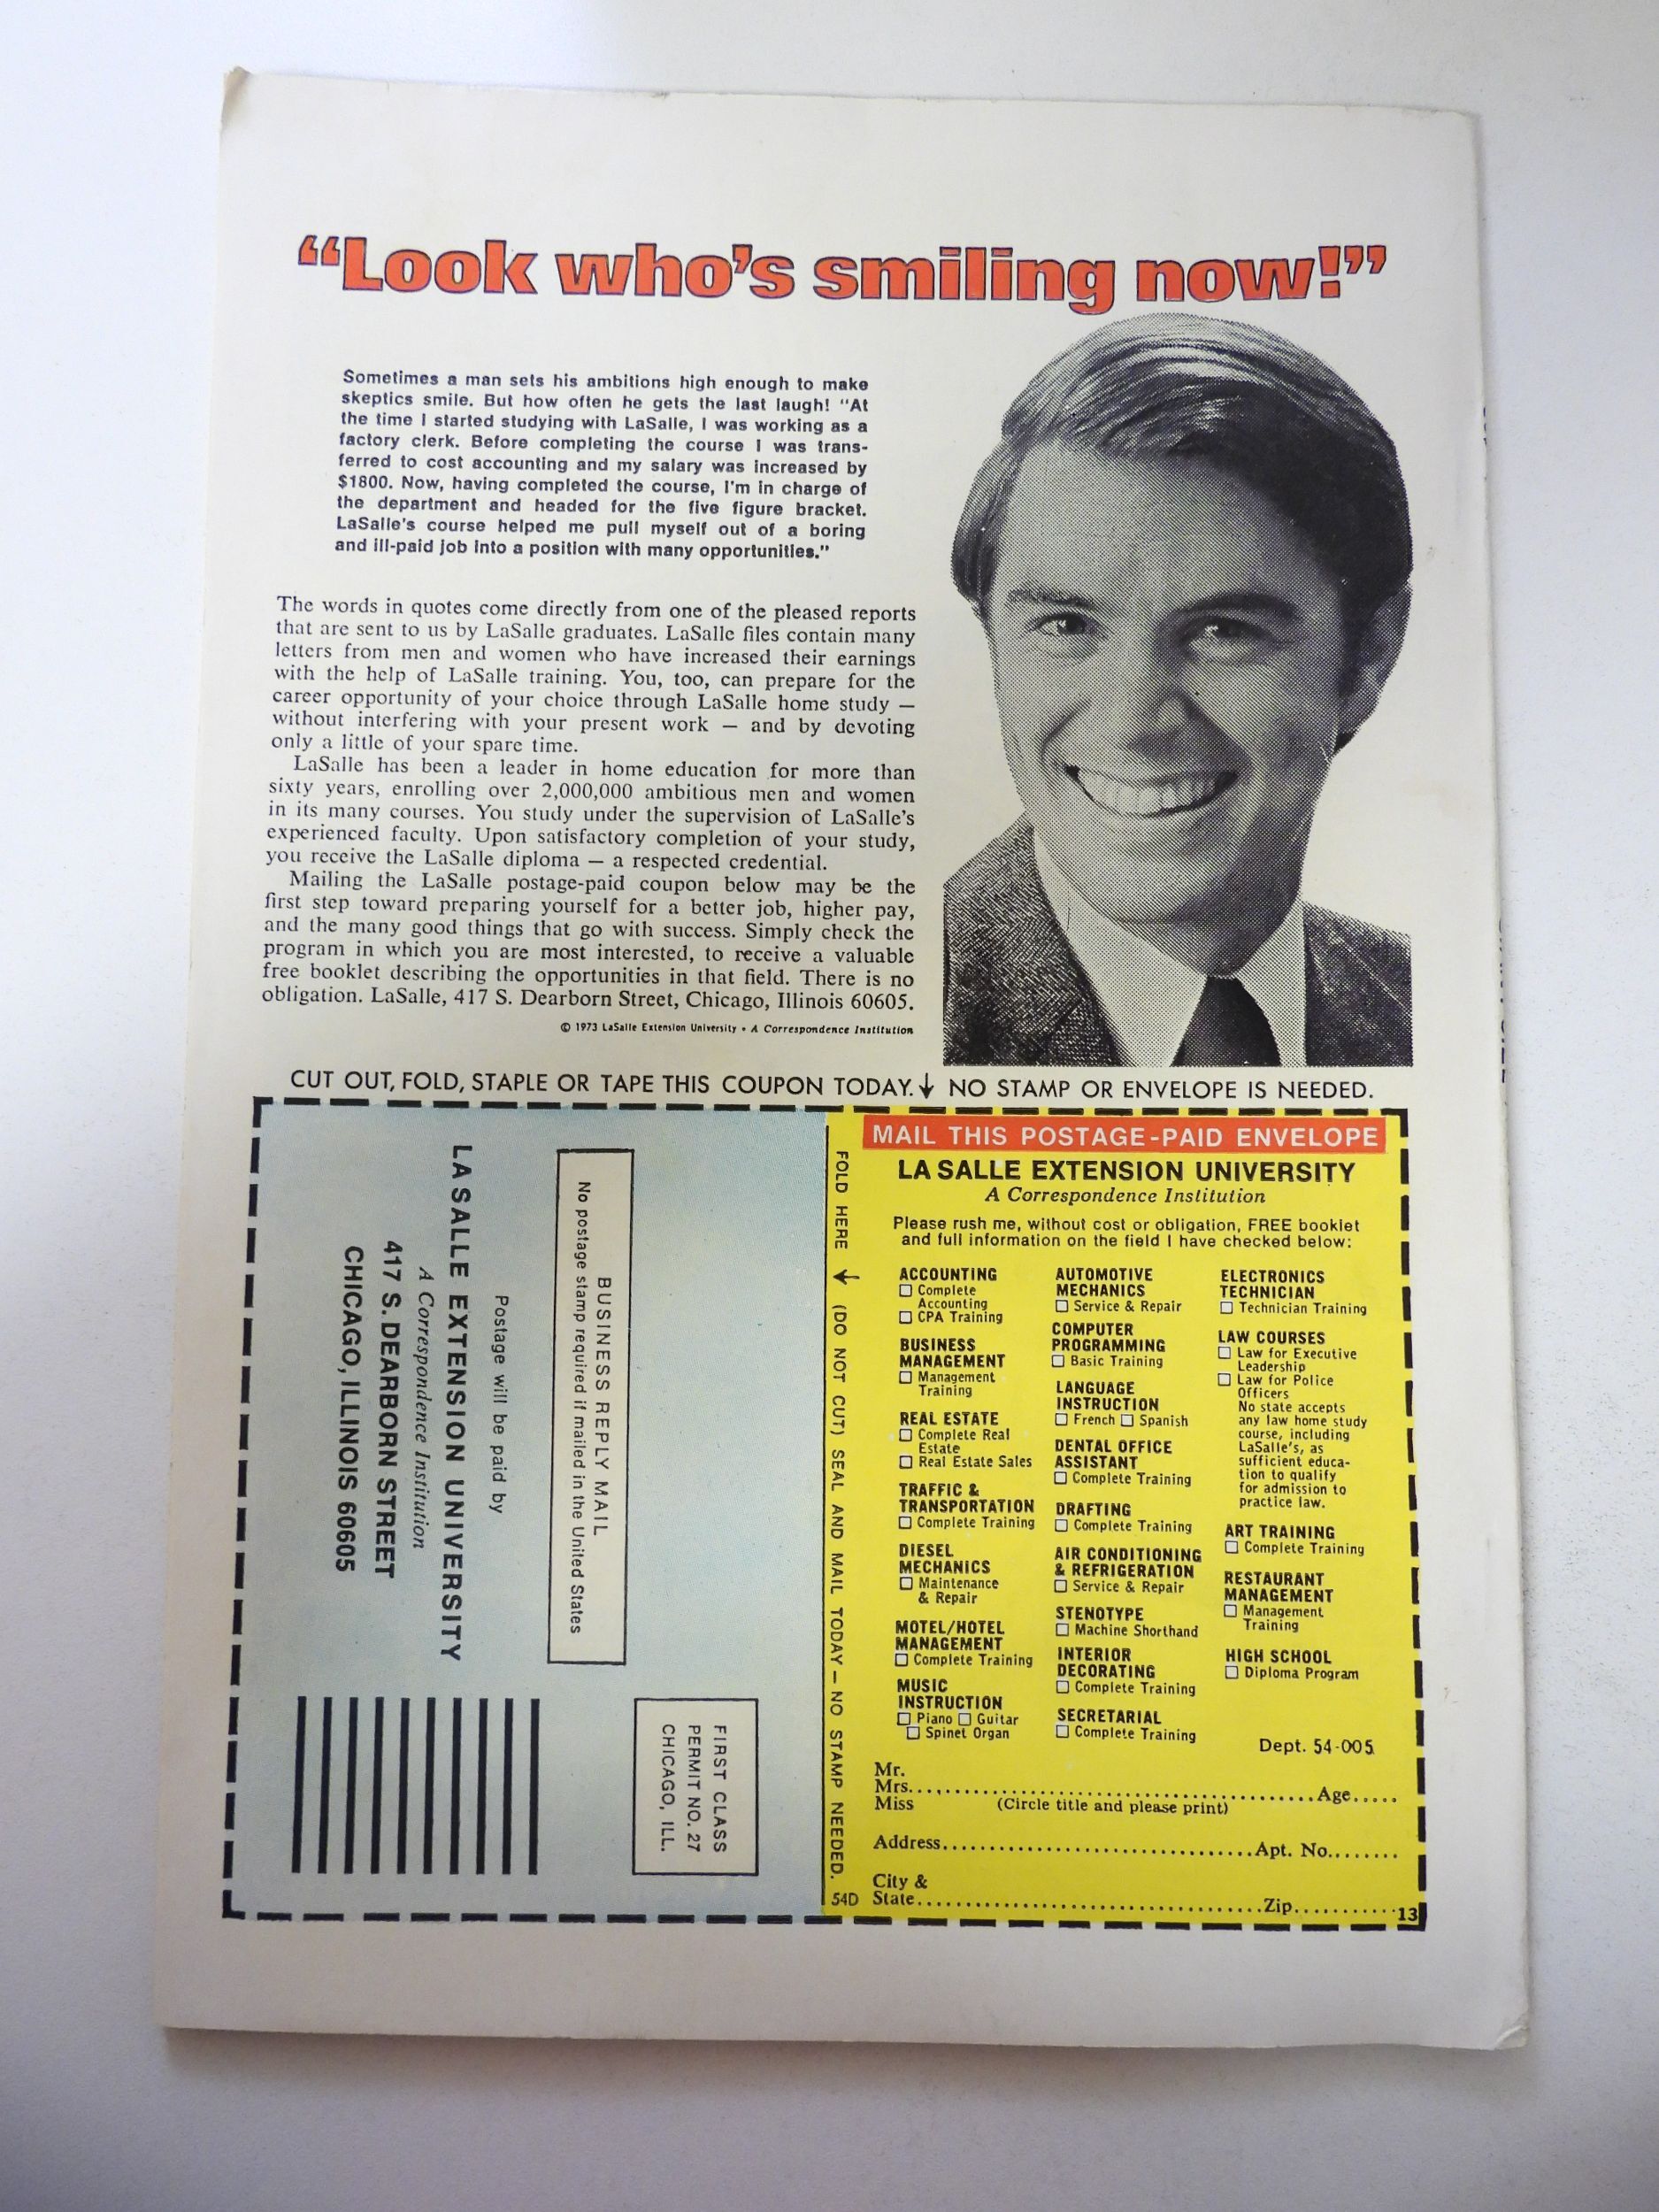 “Look who’s smiling now!”
Sometimes a man sets his ambitions high enough to make
skeptics smile. But how often he gets the last laugh! “At
the time I started studying with LaSalle, I was working as a
factory clerk. Before completing the course I was trans-
ferred to cost accounting and my salary was increased by
$1800. Now, having completed the course, I’m in charge of
the department and headed for the five figure bracket.
LaSalle’s course helped me pull myself out of a boring
and ill-paid job into a position with many opportunities.”
The words in quotes come directly from one of the pleased reports
that are sent to us by LaSalle graduates. LaSalle files contain many
letters from men and women who have increased their earnings
with the help of LaSalle training. You, too, can prepare for the
career opportunity of your choice through LaSalle home study —
without interfering with your present work — and by devoting
only a little of your spare time.
LaSalle has been a leader in home education for more than
sixty years, enrolling over 2,000,000 ambitious men and women
in its many courses. You study under the supervision of LaSalle’s
experienced faculty. Upon satisfactory completion of your study,
you receive the LaSalle diploma — a respected credential.
Mailing the LaSalle postage-paid coupon below may be the
first step toward preparing yourself for a better job, higher pay,
and the many good things that go with success. Simply check the
program in which you are most interested, to receive a valuable
free booklet describing the opportunities in that field. There is no
obligation. LaSalle, 417 S. Dearborn Street, Chicago, Illinois 60605.
© 1973 LaSalle Extension University • A Correspondence Institution
CUT OUT, FOLD, STAPLE OR TAPE THIS COUPON TODAY. ↓ NO STAMP OR ENVELOPE IS NEEDED.
FIRST CLASS
PERMIT NO. 27
CHICAGO, ILL.
BUSINESS REPLY MAIL
No postage stamp required if mailed in the United States
Postage will be paid by
LA SALLE EXTENSION UNIVERSITY
A Correspondence Institution
417 S. DEARBORN STREET
CHICAGO, ILLINOIS 60605
FOLD HERE ↓ (DO NOT CUT) SEAL AND MAIL TODAY — NO STAMP NEEDED.
54D
MAIL THIS POSTAGE-PAID ENVELOPE
LA SALLE EXTENSION UNIVERSITY
A Correspondence Institution
Please rush me, without cost or obligation, FREE booklet
and full information on the field I have checked below:
ACCOUNTING
☐ Complete
Accounting
☐ CPA Training
BUSINESS
MANAGEMENT
☐ Management
Training
REAL ESTATE
☐ Complete Real
Estate
☐ Real Estate Sales
TRAFFIC &
TRANSPORTATION
☐ Complete Training
DIESEL
MECHANICS
☐ Maintenance
& Repair
MOTEL/HOTEL
MANAGEMENT
☐ Complete Training
MUSIC
INSTRUCTION
☐ Piano ☐ Guitar
☐ Spinet Organ
AUTOMOTIVE
MECHANICS
☐ Service & Repair
COMPUTER
PROGRAMMING
☐ Basic Training
LANGUAGE
INSTRUCTION
☐ French ☐ Spanish
DENTAL OFFICE
ASSISTANT
☐ Complete Training
DRAFTING
☐ Complete Training
AIR CONDITIONING
& REFRIGERATION
☐ Service & Repair
STENOTYPE
☐ Machine Shorthand
INTERIOR
DECORATING
☐ Complete Training
SECRETARIAL
☐ Complete Training
ELECTRONICS
TECHNICIAN
☐ Technician Training
LAW COURSES
☐ Law for Executive
Leadership
☐ Law for Police
Officers
No state accepts
any law home study
course, including
LaSalle’s, as
sufficient educa-
tion to qualify
for admission to
practice law.
ART TRAINING
☐ Complete Training
RESTAURANT
MANAGEMENT
☐ Management
Training
HIGH SCHOOL
☐ Diploma Program
Dept. 54-005
Mr.
Mrs. Age
Miss (Circle title and please print)
Address Apt. No.
City &
State Zip
13